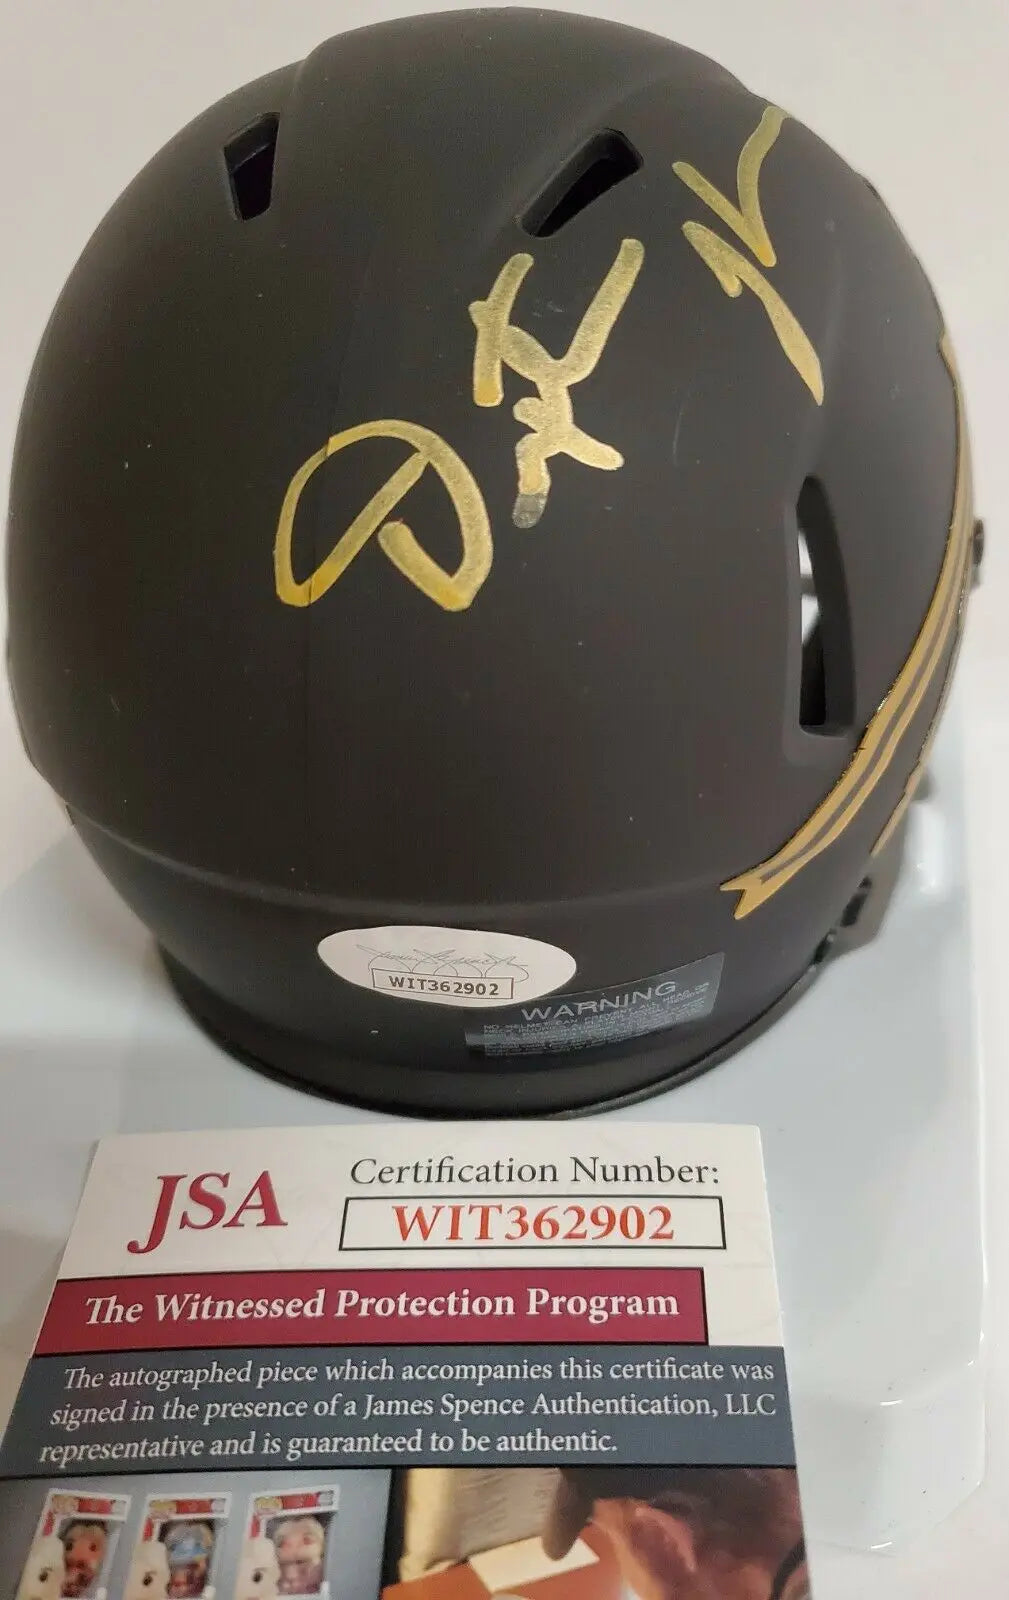 WIT362902
WARNING
JSA
Certification Number:
WIT362902
The Witnessed Protection Program
The autographed piece which accompanies this certificate was
signed in the presence of a James Spence Authentication, LLC
representative and is guaranteed to be authentic.